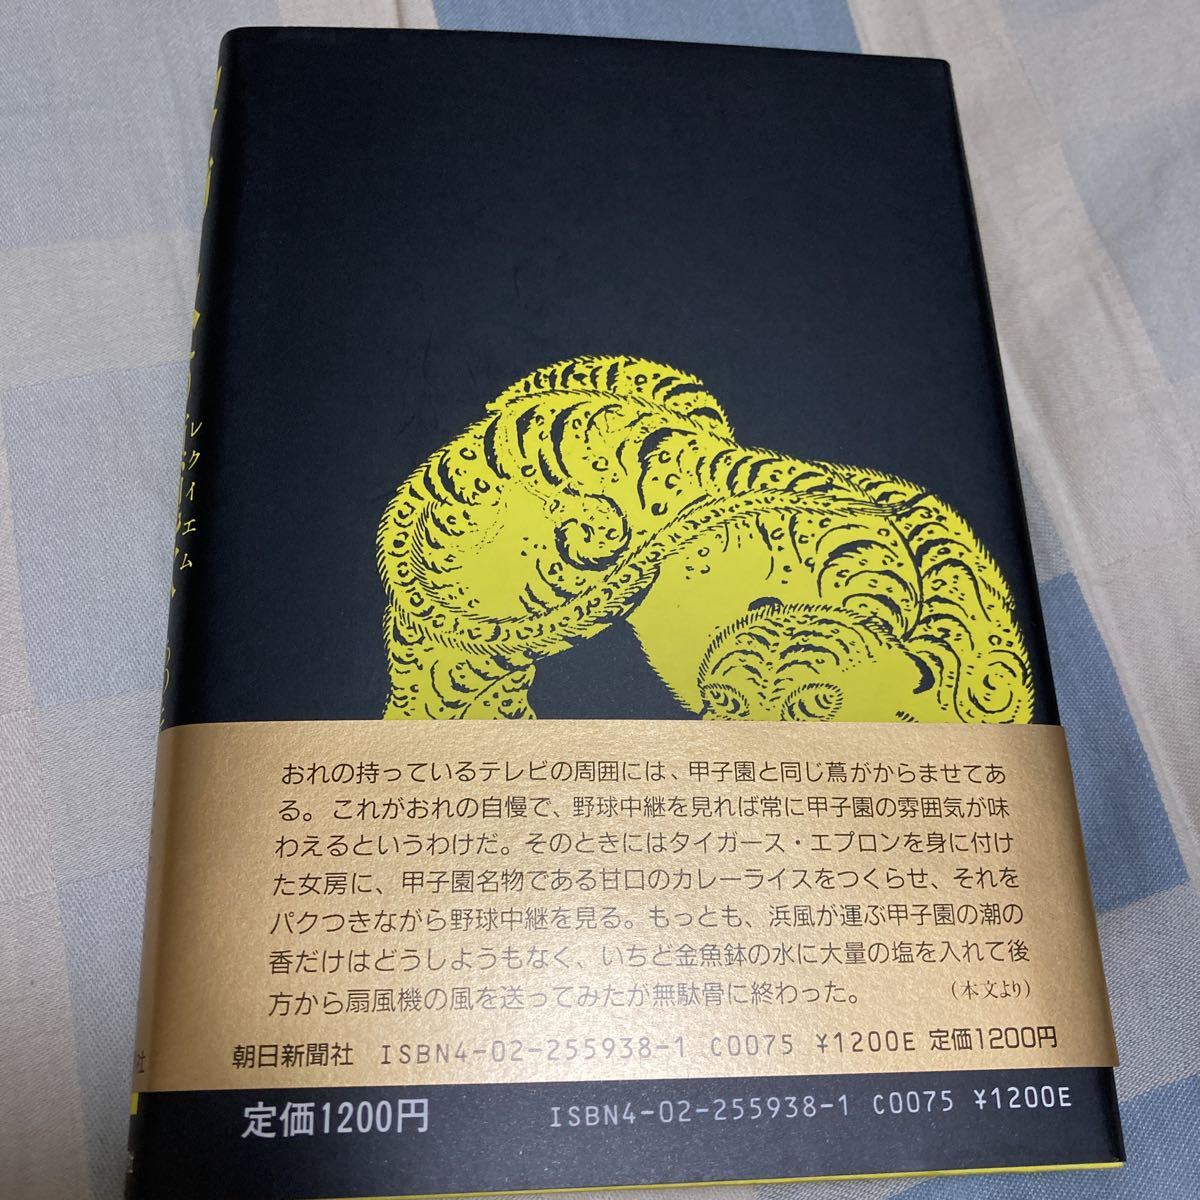 レクイエム
おれの持っているテレビの周囲には、甲子園と同じ蔦がからませてあ
る。これがおれの自慢で、野球中継を見れば常に甲子園の雰囲気が味
わえるというわけだ。そのときにはタイガース・エプロンを身に付け
た女房に、甲子園名物である甘口のカレーライスをつくらせ、それを
パクつきながら野球中継を見る。もっとも、浜風が運ぶ甲子園の潮の
香だけはどうしようもなく、いちど金魚鉢の水に大量の塩を入れて後
方から扇風機の風を送ってみたが無駄骨に終わった。 (本文より)
朝日新聞社 ISBN4-02-255938-1 C0075 ¥1200E 定価1200円
定価1200円 ISBN4-02-255938-1 C0075 ¥1200E